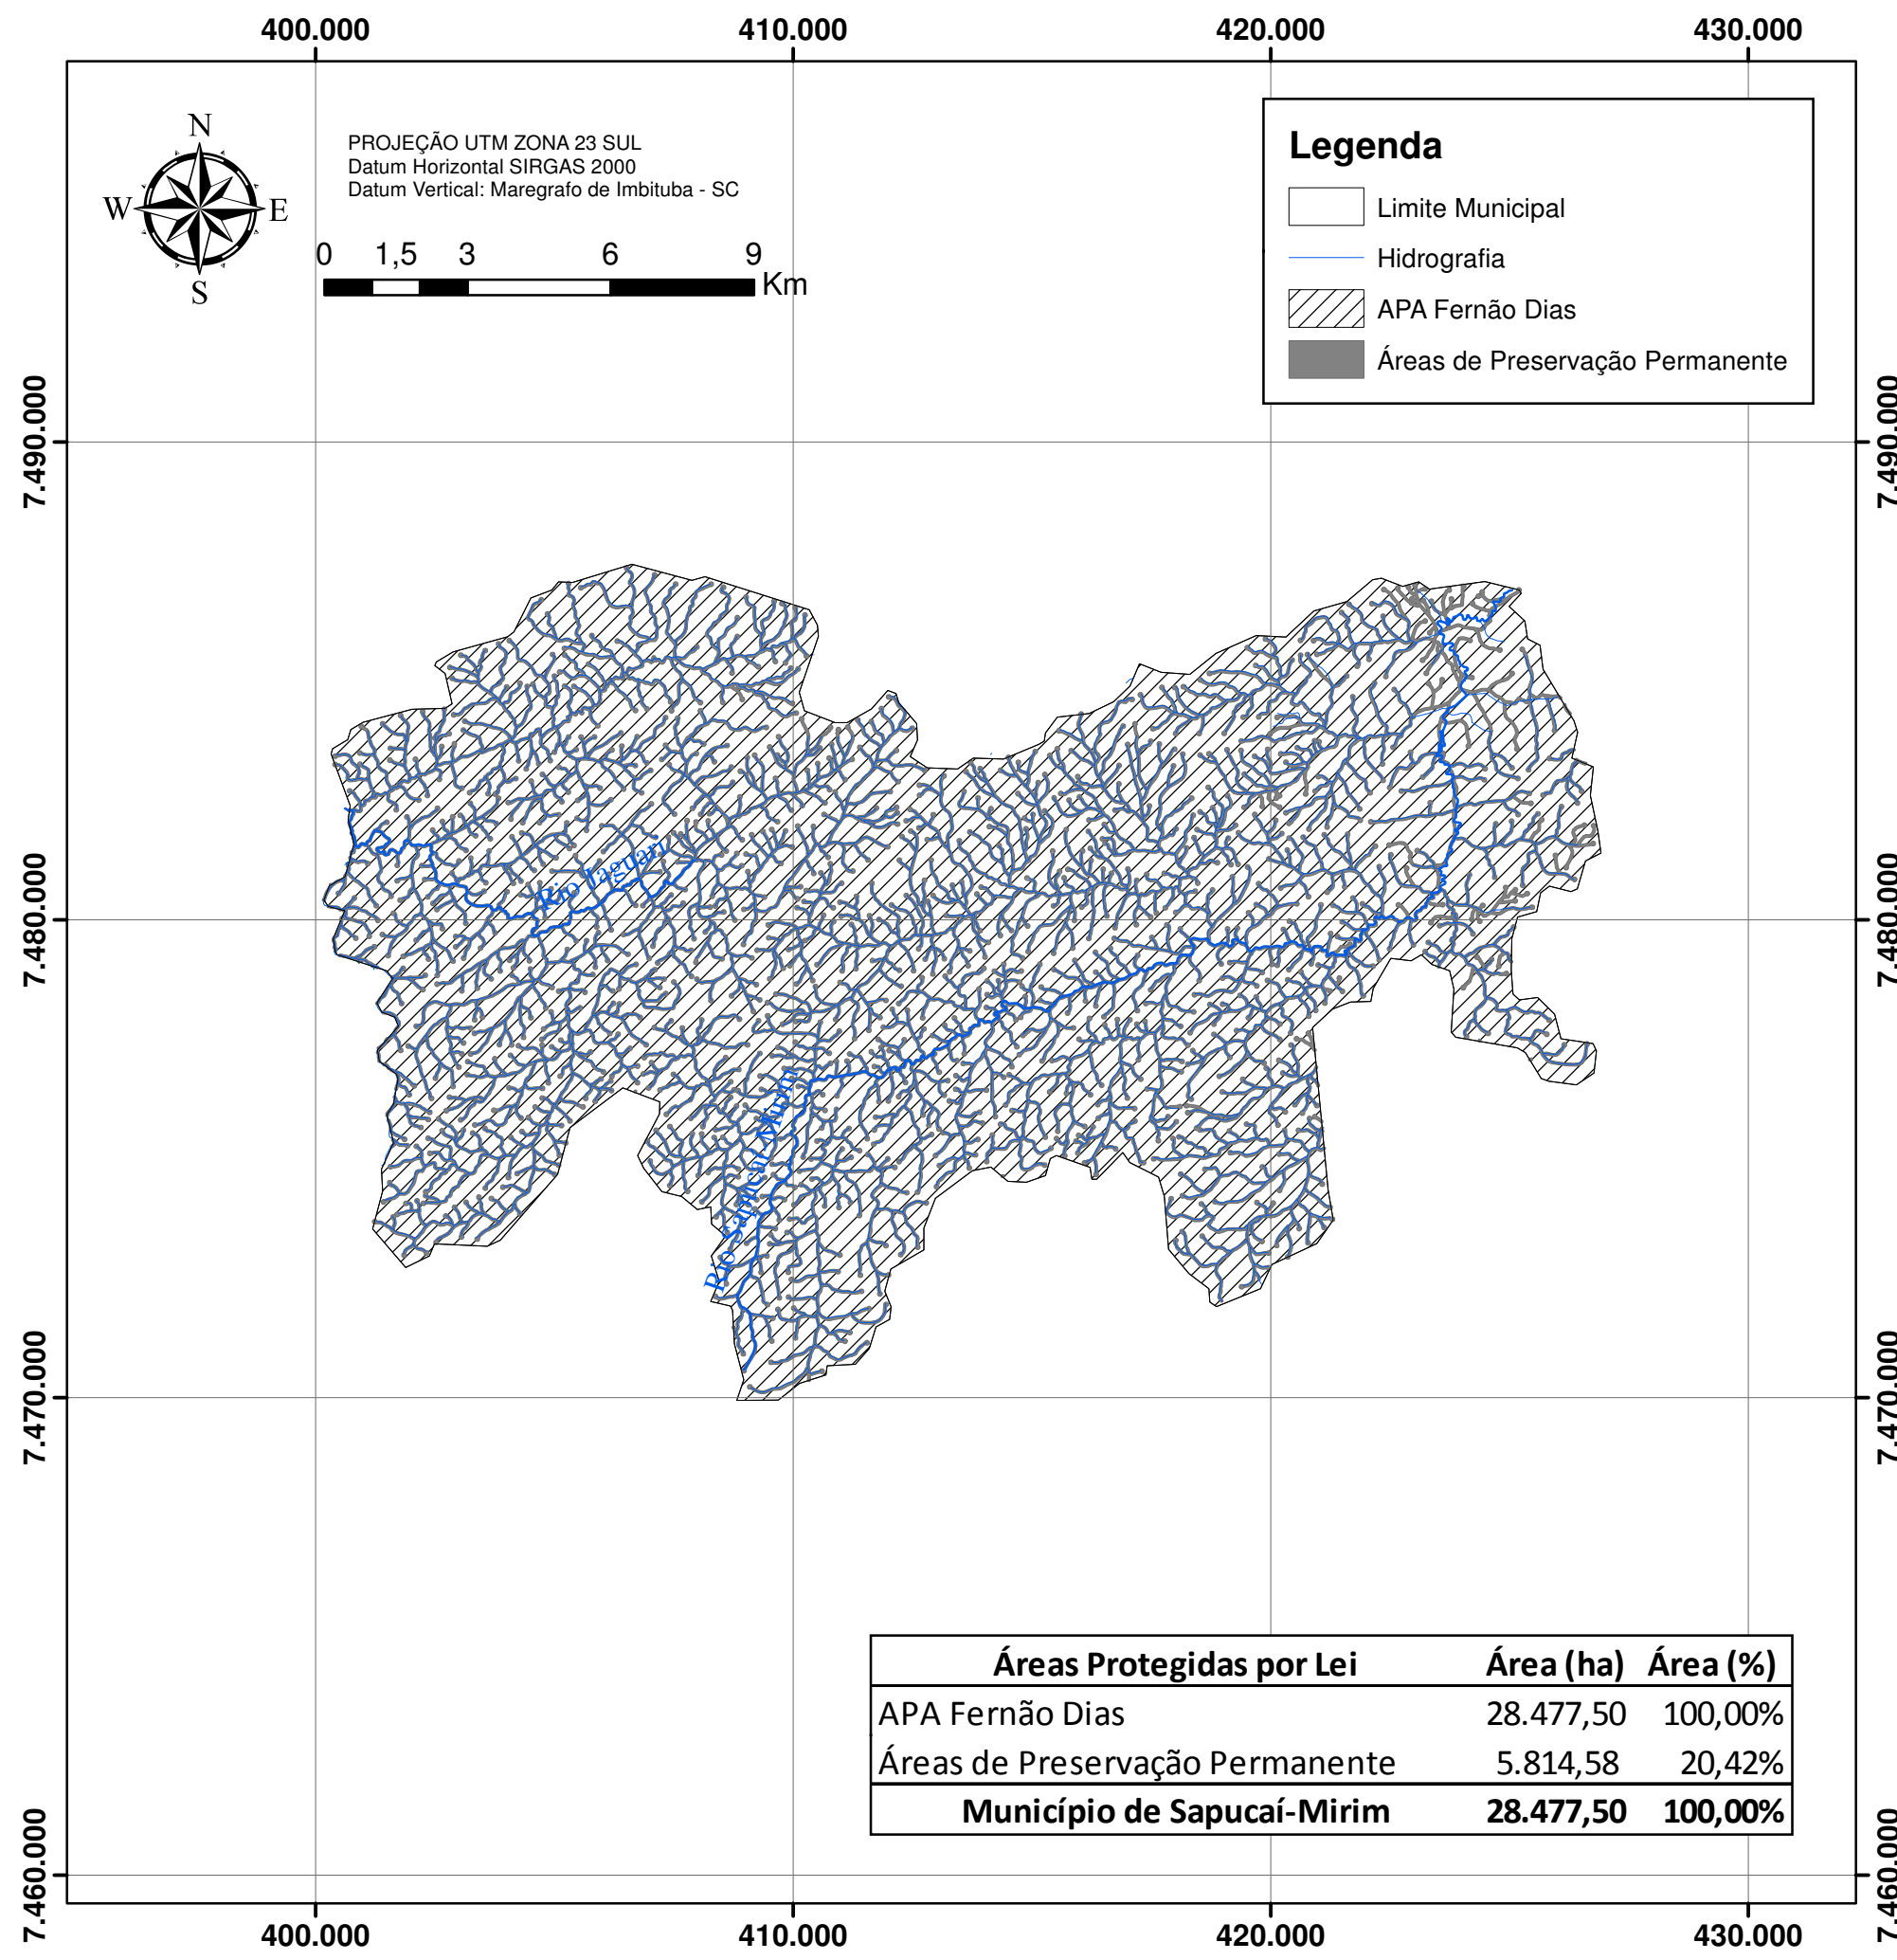 400.000 410.000 420.000 430.000
N
W E
S
PROJEÇÃO UTM ZONA 23 SUL
Datum Horizontal SIRGAS 2000
Datum Vertical: Maregrafo de Imbituba - SC
0 1,5 3 6 9
Km
Legenda
Limite Municipal
Hidrografia
APA Fernão Dias
Áreas de Preservação Permanente
7.490.000 7.490.000
7.480.000 7.480.000
7.470.000 7.470.000
7.460.000 7.460.000
Rio Jaguari
Rio Sapucaí-Mirim
Áreas Protegidas por Lei Área (ha) Área (%)
APA Fernão Dias 28.477,50 100,00%
Áreas de Preservação Permanente 5.814,58 20,42%
Município de Sapucaí-Mirim 28.477,50 100,00%
400.000 410.000 420.000 430.000